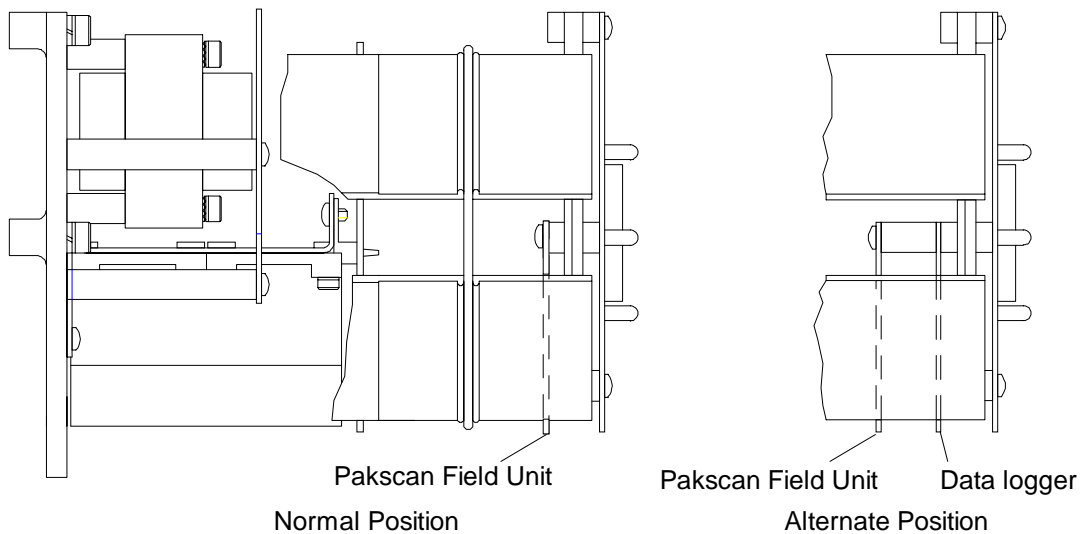 Pakscan Field Unit
Pakscan Field Unit
Data logger
Normal Position
Alternate Position